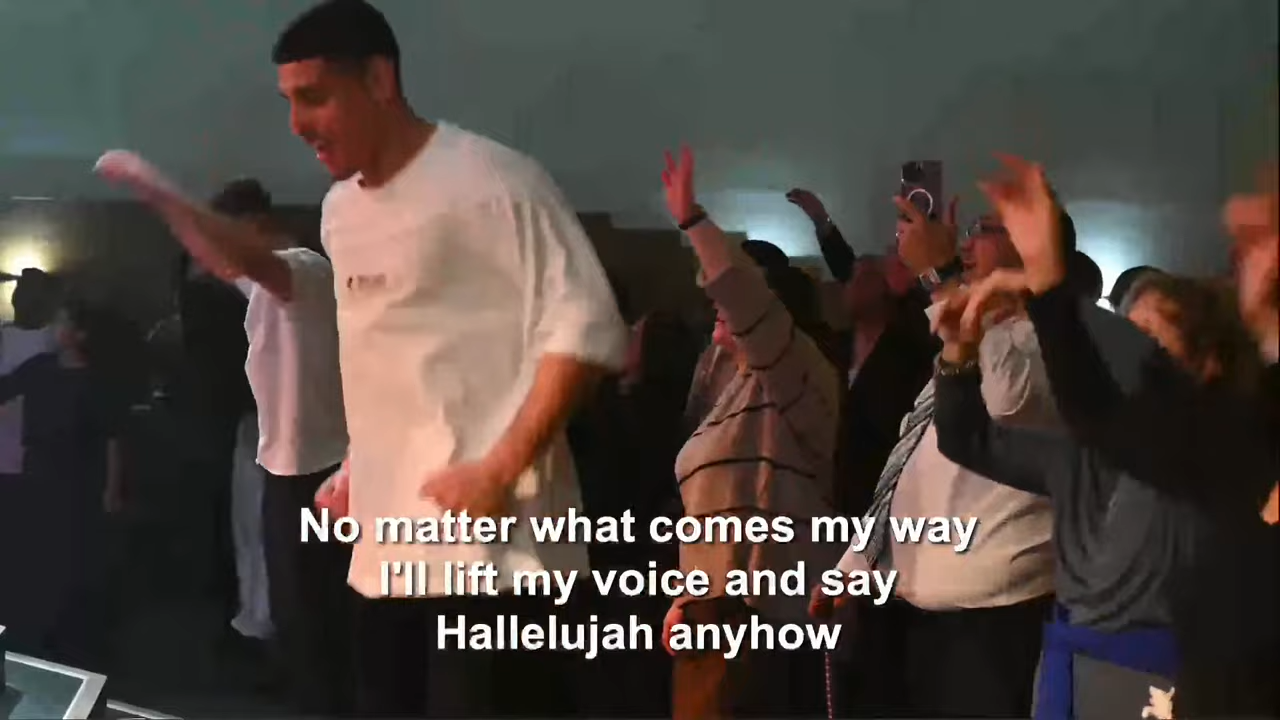 No matter what comes my way
I'll lift my voice and say
Hallelujah anyhow